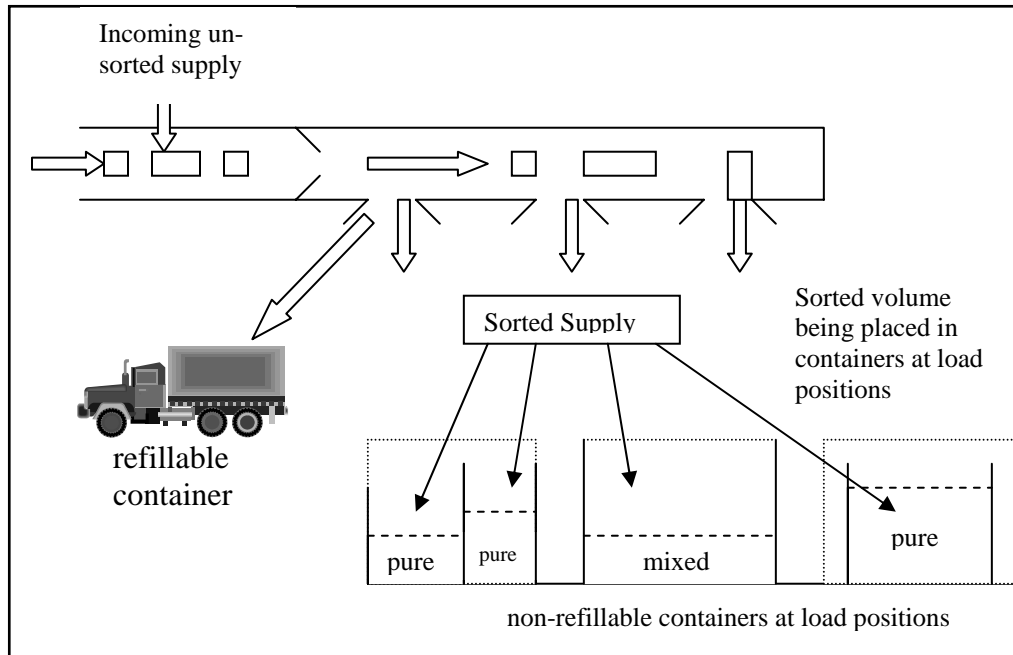 Incoming un-
sorted supply
Sorted Supply
Sorted volume
being placed in
containers at load
positions
refillable
container
pure
pure
mixed
pure
non-refillable containers at load positions